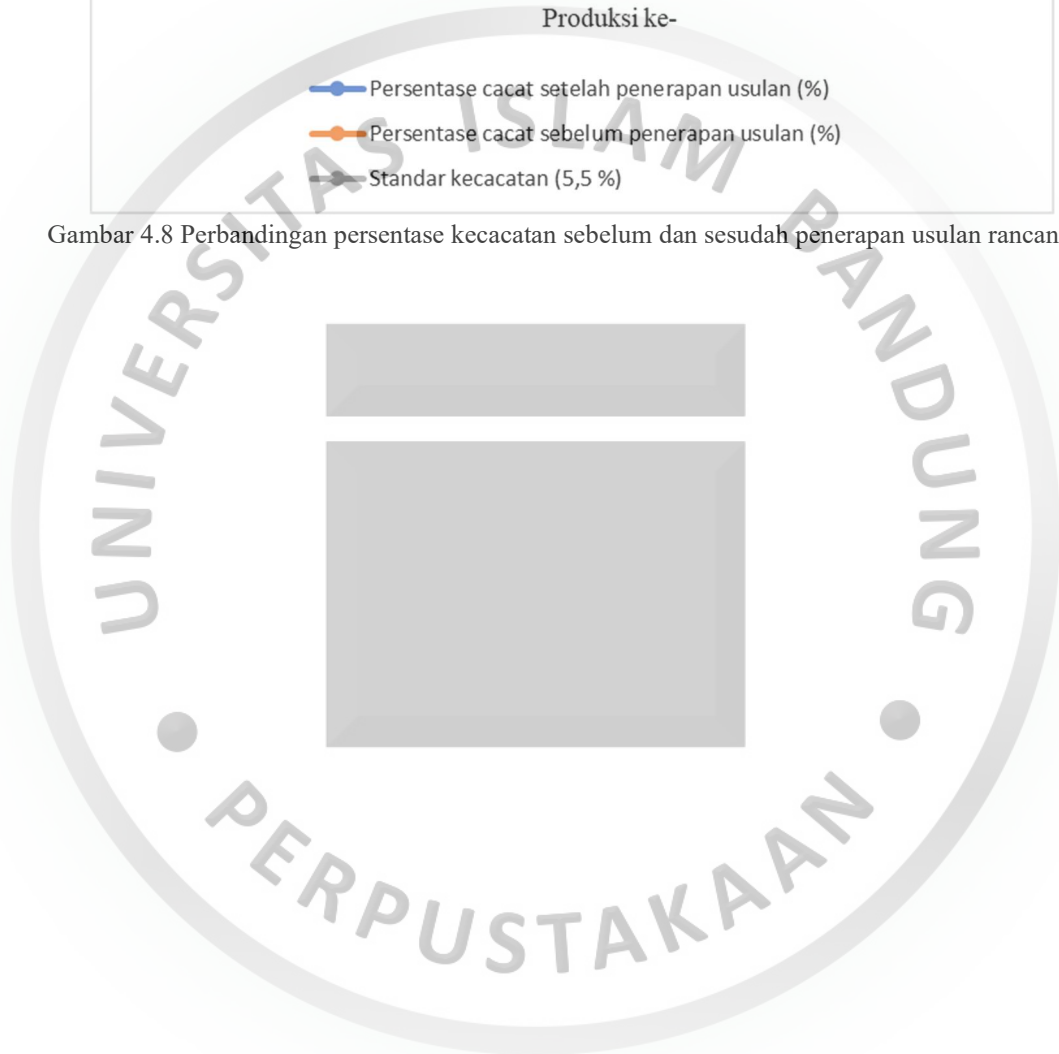 Produksi ke-
Persentase cacat setelah penerapan usulan (%)
Persentase cacat sebelum penerapan usulan (%)
Standar kecacatan (5,5 %)
Gambar 4.8 Perbandingan persentase kecacatan sebelum dan sesudah penerapan usulan rancan
UNIVERSITAS ISLAM BANDUNG
PERPUSTAKAAN